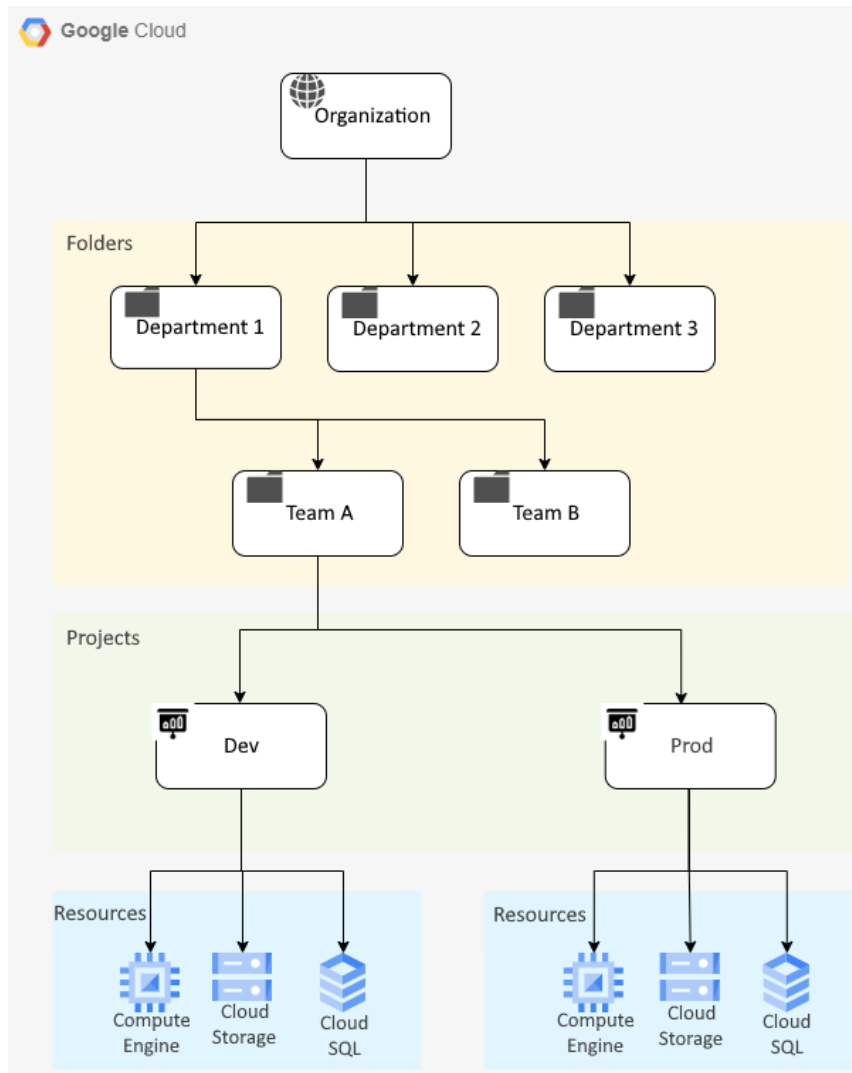 Google Cloud
Organization
Folders
Department 1
Department 2
Department 3
Team A
Team B
Projects
Dev
Prod
Resources
Compute
Engine
Cloud
Storage
Cloud
SQL
Resources
Compute
Engine
Cloud
Storage
Cloud
SQL